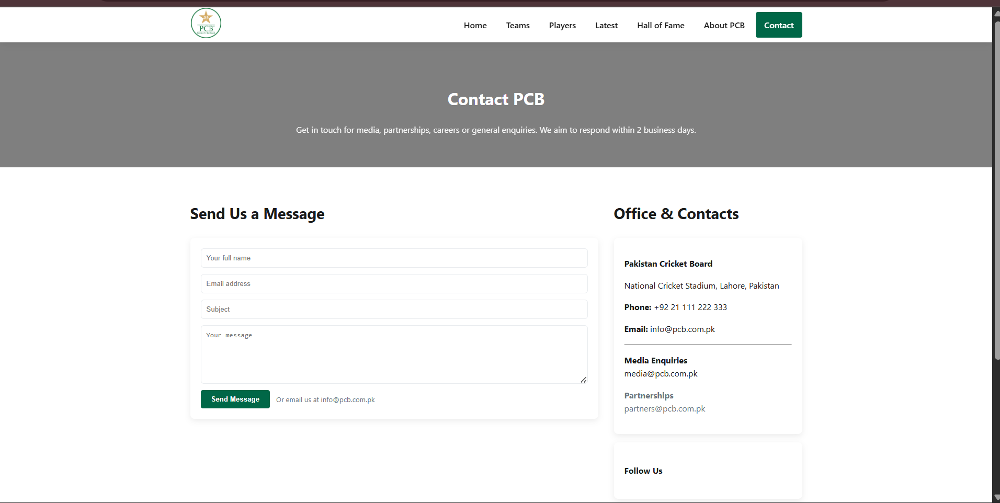 PCB
Home
Teams
Players
Latest
Hall of Fame
About PCB
Contact
Contact PCB
Get in touch for media, partnerships, careers or general enquiries. We aim to respond within 2 business days.
Send Us a Message
Your full name
Email address
Subject
Your message
Send Message
Or email us at info@pcb.com.pk
Office & Contacts
Pakistan Cricket Board
National Cricket Stadium, Lahore, Pakistan
Phone: +92 21 111 222 333
Email: info@pcb.com.pk
Media Enquiries
media@pcb.com.pk
Partnerships
partners@pcb.com.pk
Follow Us